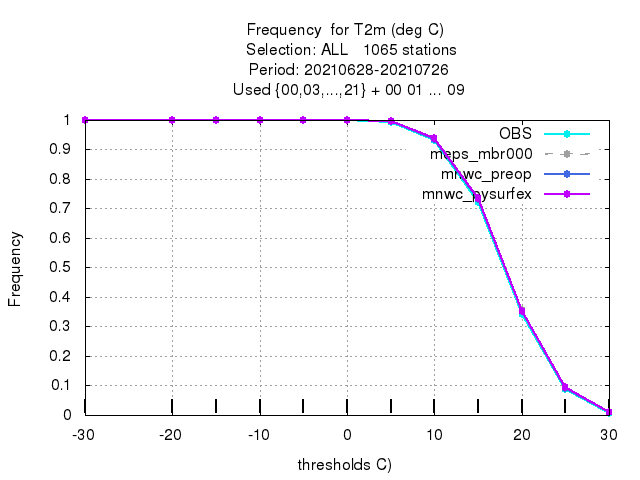 Frequency for T2m (deg C)
Selection: ALL 1065 stations
Period: 20210628-20210726
Used {00,03,...,21} + 00 01 ... 09
1
0.9
0.8
0.7
0.6
0.5
0.4
0.3
0.2
0.1
0
Frequency
OBS
meps_mbr000
mnwc_preop
mnwc_pysurfex
-30 -20 -10 0 10 20 30
thresholds C)